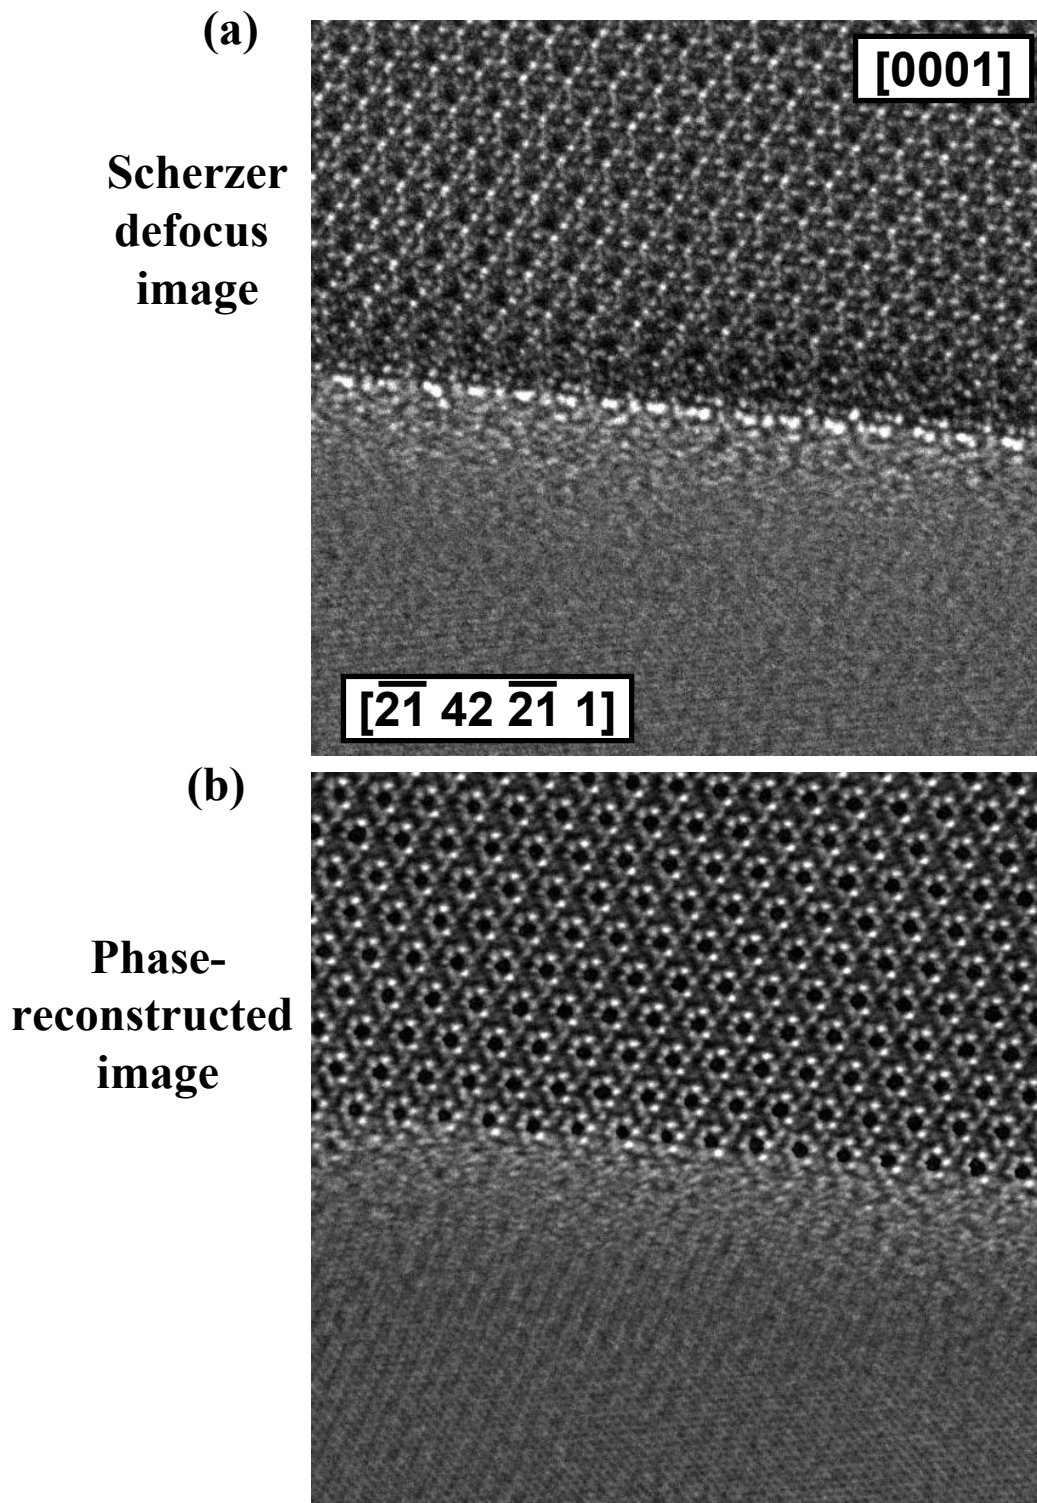 (a)
[0001]
Scherzer
defocus
image
[2̅1̅ 42 2̅1̅ 1]
(b)
Phase-
reconstructed
image